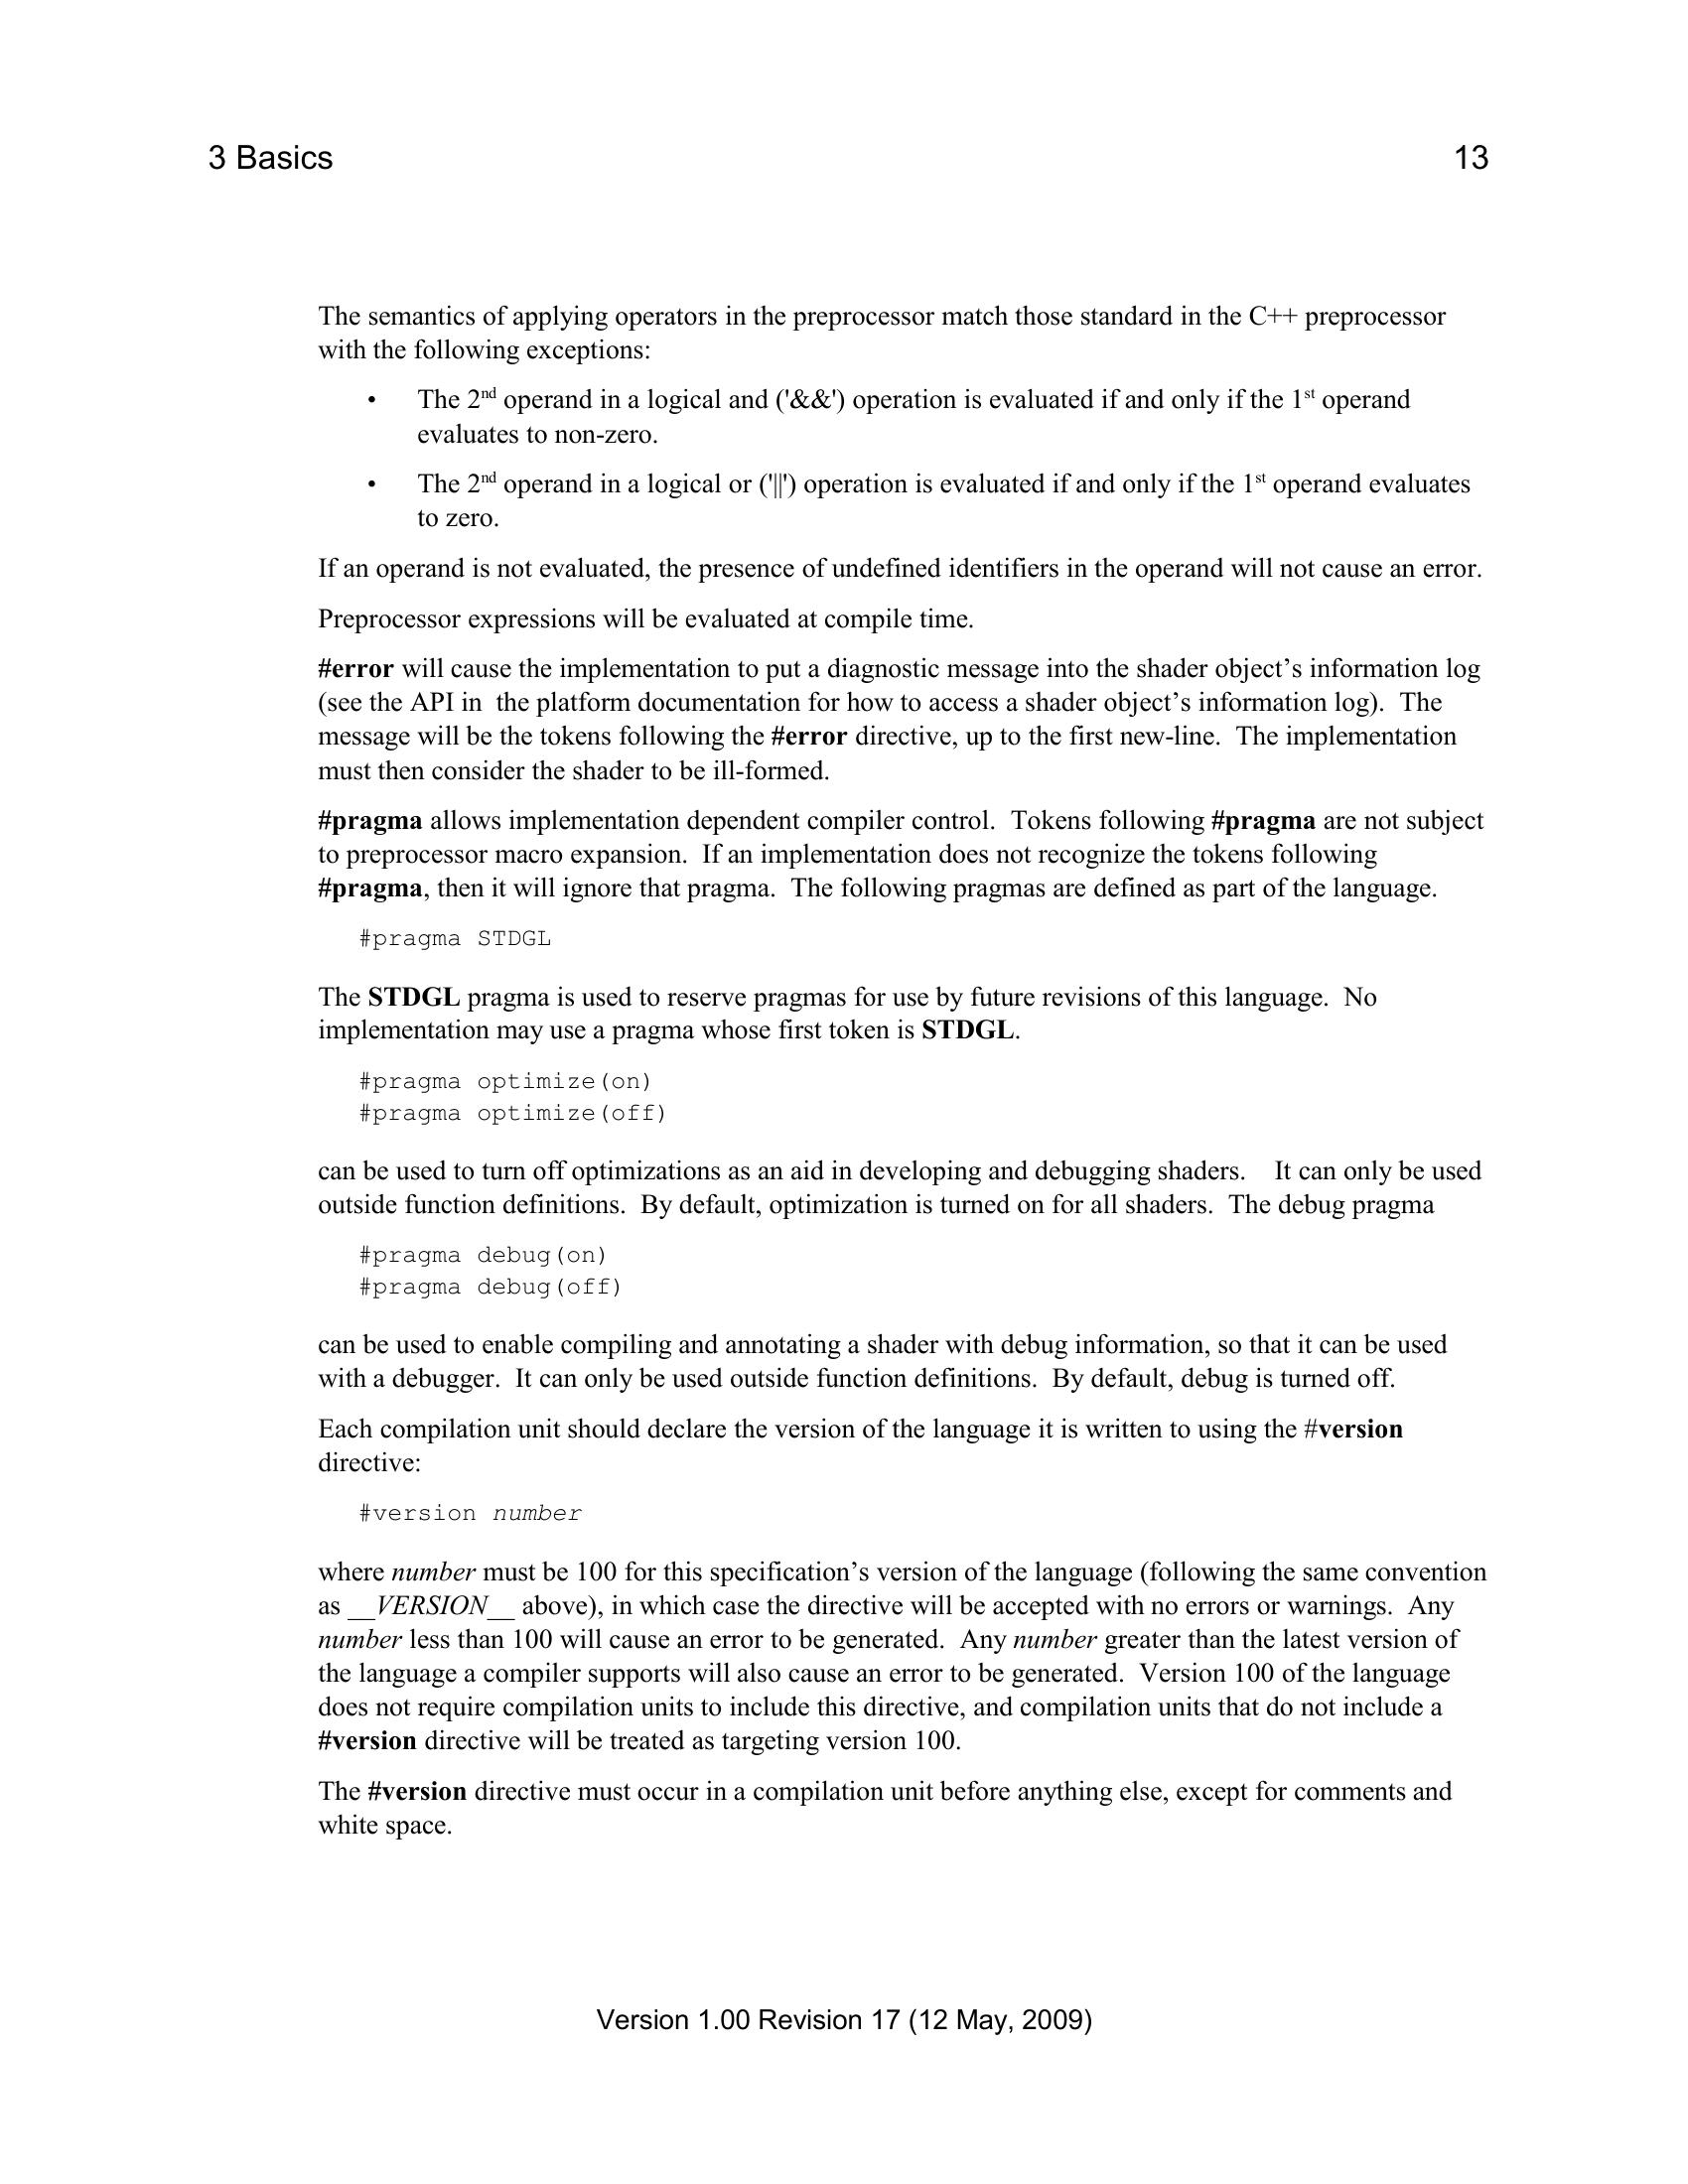 3 Basics 13
The semantics of applying operators in the preprocessor match those standard in the C++ preprocessor
with the following exceptions:
• The 2nd operand in a logical and ('&&') operation is evaluated if and only if the 1st operand
evaluates to non-zero.
• The 2nd operand in a logical or ('||') operation is evaluated if and only if the 1st operand evaluates
to zero.
If an operand is not evaluated, the presence of undefined identifiers in the operand will not cause an error.
Preprocessor expressions will be evaluated at compile time.
#error will cause the implementation to put a diagnostic message into the shader object’s information log
(see the API in  the platform documentation for how to access a shader object’s information log).  The
message will be the tokens following the #error directive, up to the first new-line.  The implementation
must then consider the shader to be ill-formed.
#pragma allows implementation dependent compiler control.  Tokens following #pragma are not subject
to preprocessor macro expansion.  If an implementation does not recognize the tokens following
#pragma, then it will ignore that pragma.  The following pragmas are defined as part of the language.
#pragma STDGL
The STDGL pragma is used to reserve pragmas for use by future revisions of this language.  No
implementation may use a pragma whose first token is STDGL.
#pragma optimize(on)
#pragma optimize(off)
can be used to turn off optimizations as an aid in developing and debugging shaders.    It can only be used
outside function definitions.  By default, optimization is turned on for all shaders.  The debug pragma
#pragma debug(on)
#pragma debug(off)
can be used to enable compiling and annotating a shader with debug information, so that it can be used
with a debugger.  It can only be used outside function definitions.  By default, debug is turned off.
Each compilation unit should declare the version of the language it is written to using the #version
directive:
#version number
where number must be 100 for this specification’s version of the language (following the same convention
as __VERSION__ above), in which case the directive will be accepted with no errors or warnings.  Any
number less than 100 will cause an error to be generated.  Any number greater than the latest version of
the language a compiler supports will also cause an error to be generated.  Version 100 of the language
does not require compilation units to include this directive, and compilation units that do not include a
#version directive will be treated as targeting version 100.
The #version directive must occur in a compilation unit before anything else, except for comments and
white space.
Version 1.00 Revision 17 (12 May, 2009)